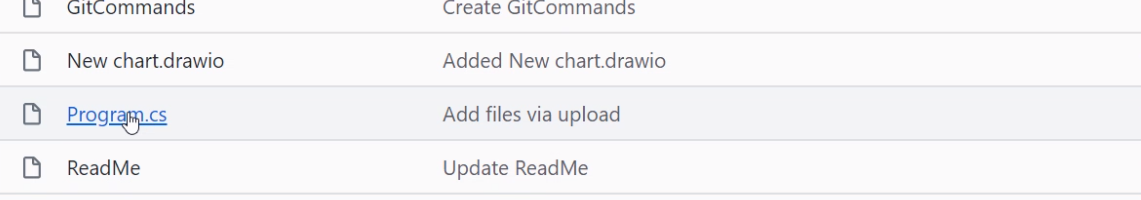 GitCommands Create GitCommands
New chart.drawio Added New chart.drawio
Program.cs Add files via upload
ReadMe Update ReadMe